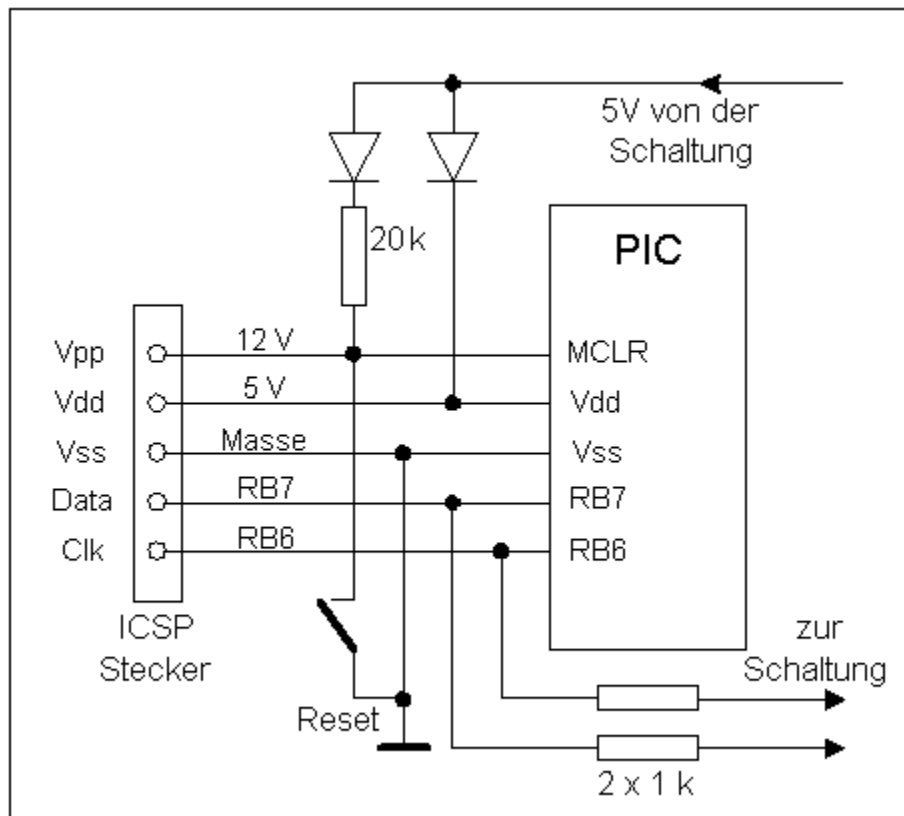 5V von der
Schaltung
20k
PIC
Vpp
12 V
MCLR
Vdd
5 V
Vdd
Vss
Masse
Vss
Data
RB7
RB7
Clk
RB6
RB6
ICSP
Stecker
zur
Schaltung
Reset
2 x 1 k